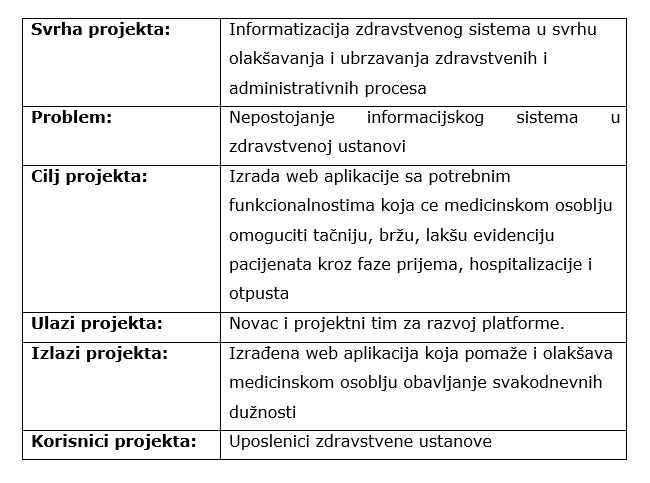 Svrha projekta: Informatizacija zdravstvenog sistema u svrhu
olakšavanja i ubrzavanja zdravstvenih i
administrativnih procesa
Problem: Nepostojanje informacijskog sistema u
zdravstvenoj ustanovi
Cilj projekta: Izrada web aplikacije sa potrebnim
funkcionalnostima koja ce medicinskom osoblju
omoguciti tačniju, bržu, lakšu evidenciju
pacijenata kroz faze prijema, hospitalizacije i
otpusta
Ulazi projekta: Novac i projektni tim za razvoj platforme.
Izlazi projekta: Izrađena web aplikacija koja pomaže i olakšava
medicinskom osoblju obavljanje svakodnevnih
dužnosti
Korisnici projekta: Uposlenici zdravstvene ustanove